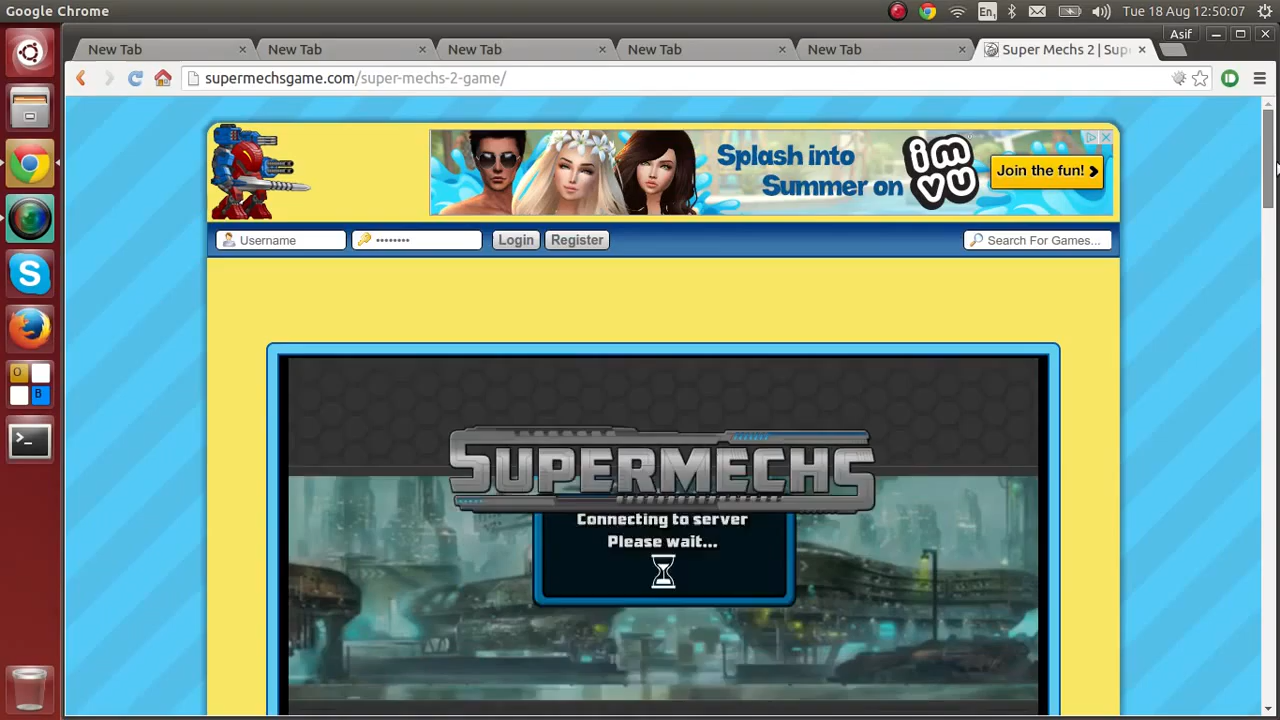 Google Chrome
En1
Tue 18 Aug 12:50:07
Asif
New Tab
New Tab
New Tab
New Tab
New Tab
Super Mechs 2 | Sup
supermechsgame.com/super-mechs-2-game/
Splash into
Summer on
imvu
Join the fun!
Username
••••••••
Login
Register
Search For Games...
SUPERMECHS
Connecting to server
Please wait...
S
O
B
>_